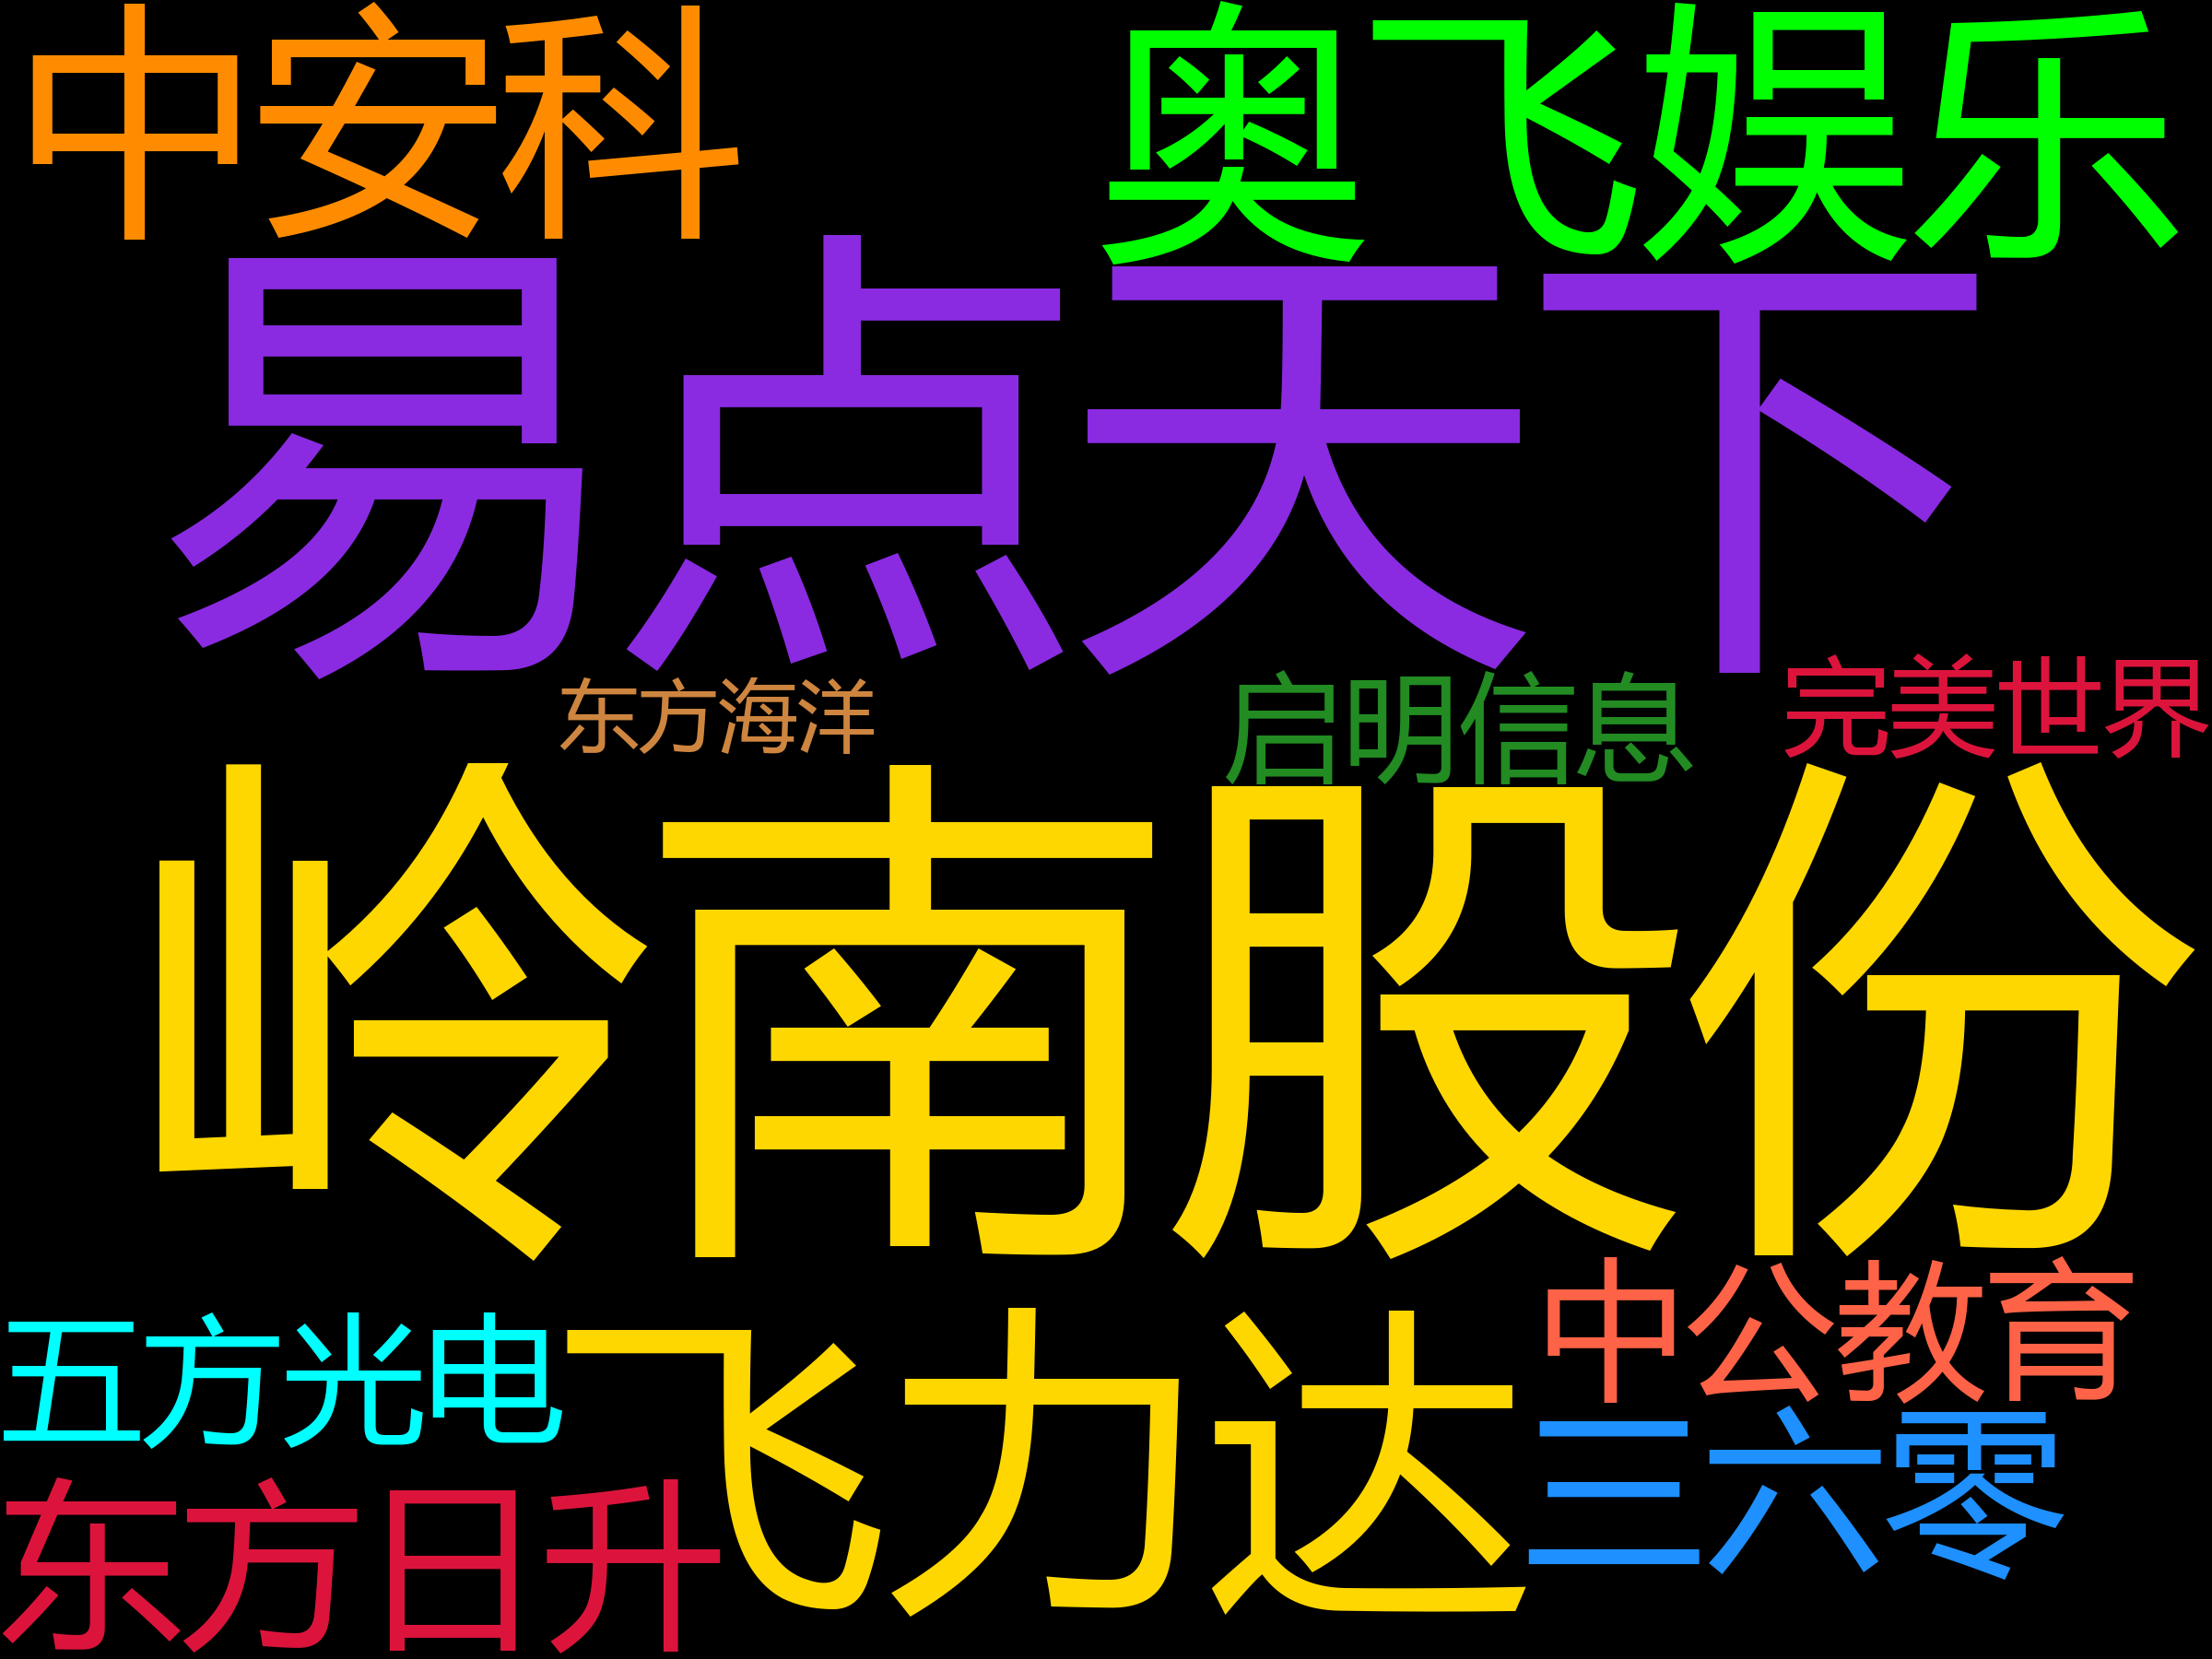 中安科
奥飞娱乐
易点天下
东方海洋
启明信息
完美世界
岭南股份
五方光电
飞力达
中公教育
三六零
东方日升